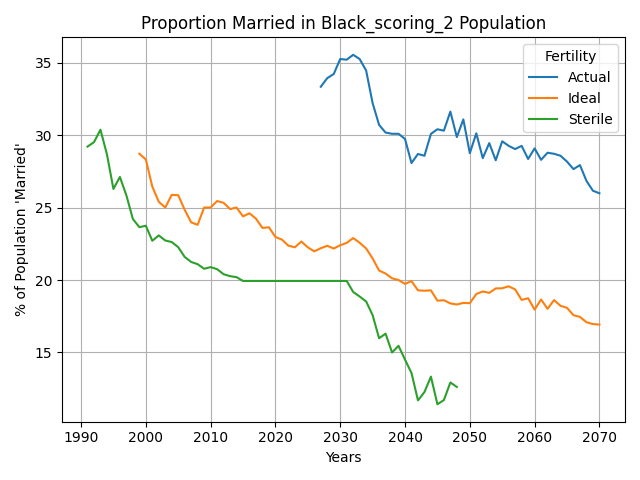 Proportion Married in Black_scoring_2 Population
% of Population 'Married'
35
30
25
20
15
Fertility
Actual
Ideal
Sterile
1990 2000 2010 2020 2030 2040 2050 2060 2070
Years